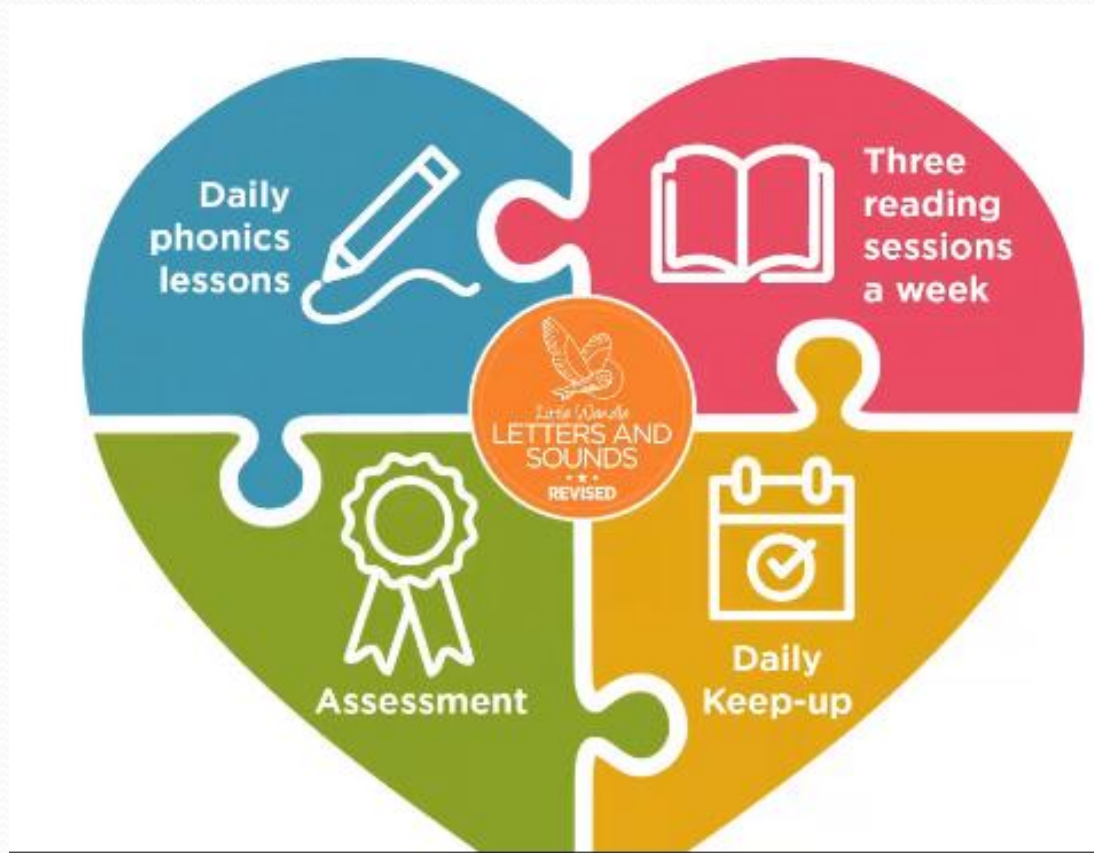 Daily
phonics
lessons
Three
reading
sessions
a week
Little Wandle
LETTERS AND
SOUNDS
REVISED
Assessment
Daily
Keep-up